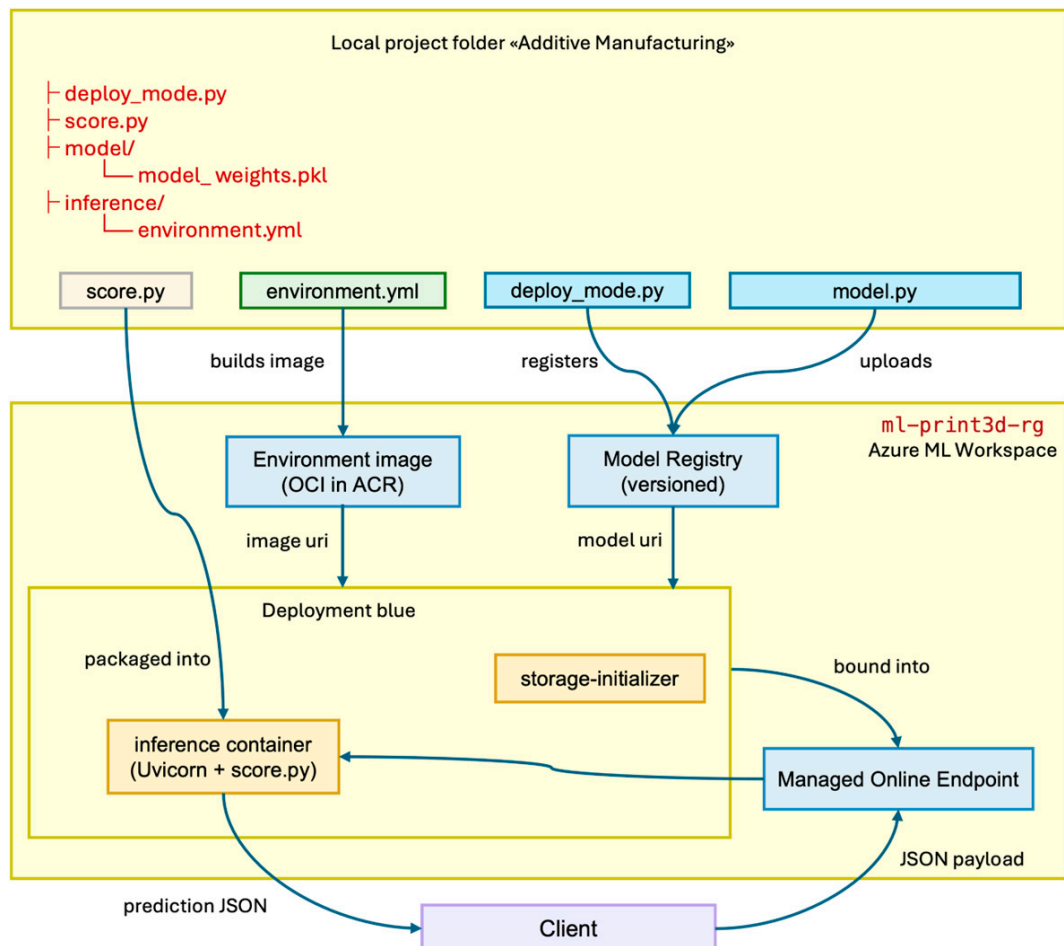 Local project folder «Additive Manufacturing»
deploy_mode.py
score.py
model/
model_ weights.pkl
inference/
environment.yml
score.py
environment.yml
deploy_mode.py
model.py
builds image
registers
uploads
ml-print3d-rg
Azure ML Workspace
Environment image
(OCI in ACR)
Model Registry
(versioned)
image uri
model uri
Deployment blue
packaged into
storage-initializer
bound into
inference container
(Uvicorn + score.py)
Managed Online Endpoint
JSON payload
prediction JSON
Client